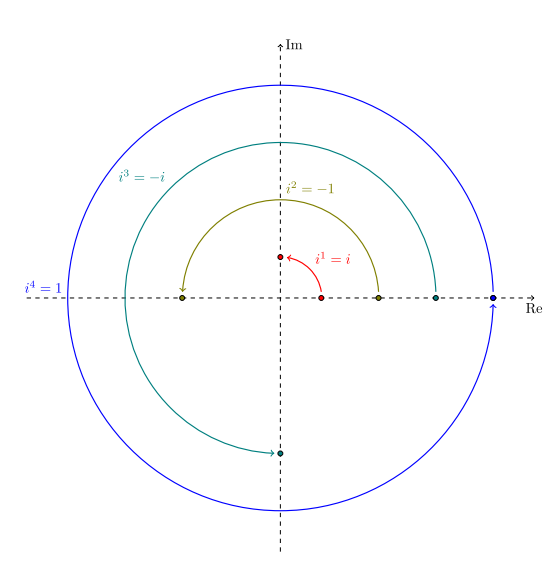 Im
i³ = −i
i² = −1
i¹ = i
i⁴ = 1
Re